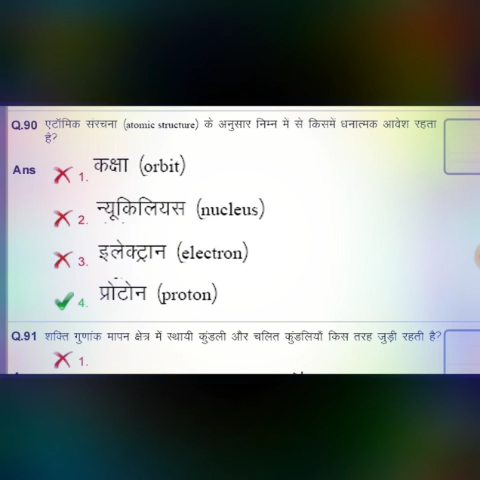 Q.90 एटॉमिक संरचना (atomic structure) के अनुसार निम्न में से किसमें धनात्मक आवेश रहता
है?
Ans 1. कक्षा (orbit)
2. न्यूकिलियस (nucleus)
3. इलेक्ट्रान (electron)
4. प्रोटोन (proton)
Q.91 शक्ति गुणांक मापन क्षेत्र में स्थायी कुंडली और चलित कुंडलियाँ किस तरह जुड़ी रहती है?
1.